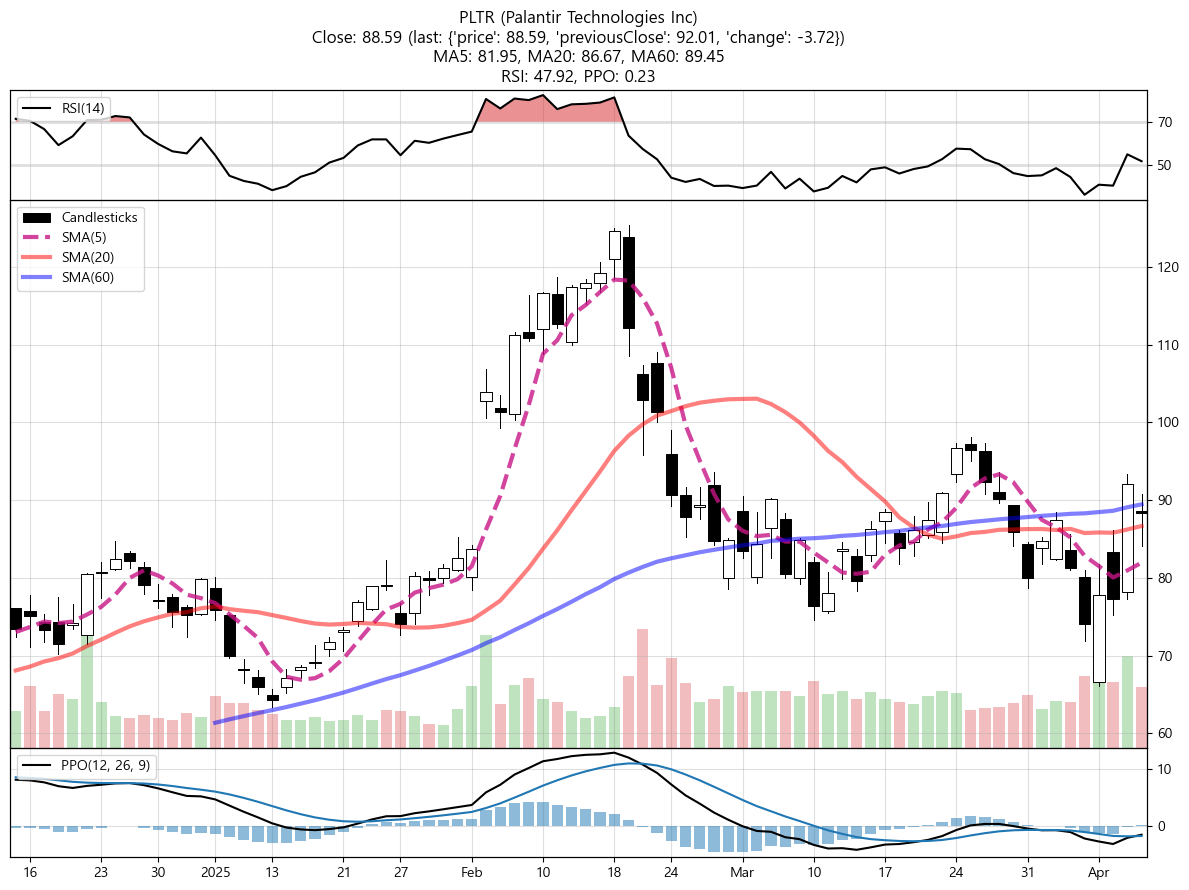 PLTR (Palantir Technologies Inc)
Close: 88.59 (last: {'price': 88.59, 'previousClose': 92.01, 'change': -3.72})
MA5: 81.95, MA20: 86.67, MA60: 89.45
RSI: 47.92, PPO: 0.23
RSI(14)
70
50
Candlesticks
SMA(5)
SMA(20)
SMA(60)
120
110
100
90
80
70
60
PPO(12, 26, 9)
10
0
16 23 30 2025 13 21 27 Feb 10 18 24 Mar 10 17 24 31 Apr